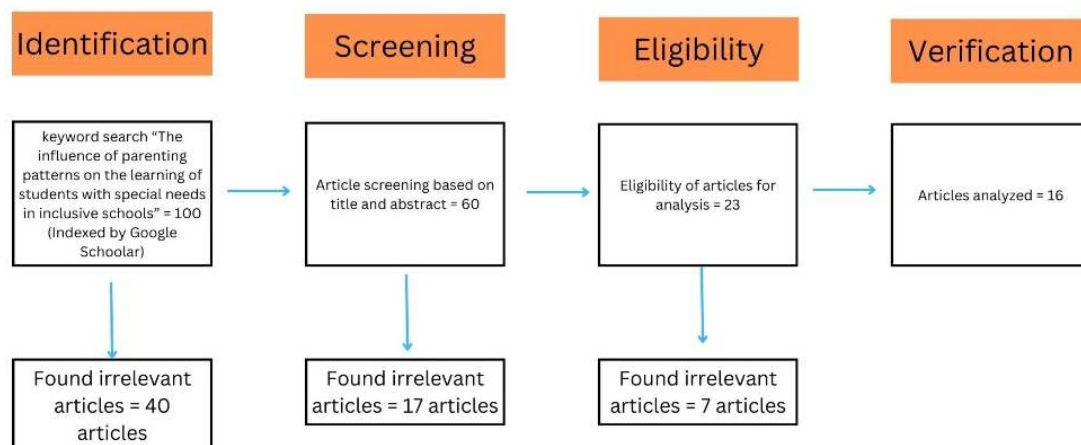 Identification
Screening
Eligibility
Verification
keyword search “The
influence of parenting
patterns on the learning of
students with special needs
in inclusive schools” = 100
(Indexed by Google
Schoolar)
Article screening based on
title and abstract = 60
Eligibility of articles for
analysis = 23
Articles analyzed = 16
Found irrelevant
articles = 40
articles
Found irrelevant
articles = 17 articles
Found irrelevant
articles = 7 articles